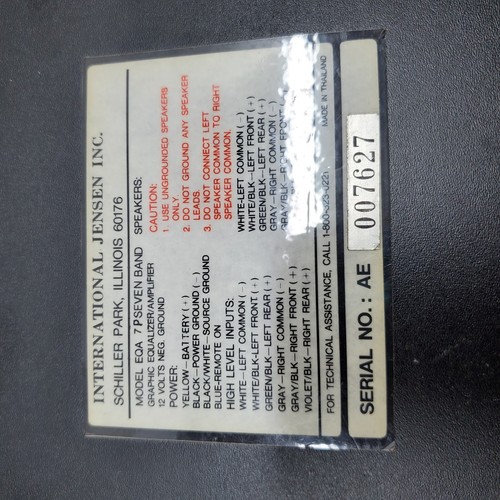 INTERNATIONAL JENSEN INC.
SCHILLER PARK, ILLINOIS 60176
MODEL EQA 7P SEVEN BAND
GRAPHIC EQUALIZER/AMPLIFIER
12 VOLTS NEG. GROUND
POWER:
YELLOW—BATTERY (+)
BLACK—POWER GROUND (−)
BLACK/WHITE—SOURCE GROUND
BLUE-REMOTE ON
HIGH LEVEL INPUTS:
WHITE—LEFT COMMON (−)
WHITE/BLK-LEFT FRONT (+)
GREEN/BLK—LEFT REAR (+)
GRAY—RIGHT COMMON (−)
GRAY/BLK-RIGHT FRONT (+)
VIOLET/BLK—RIGHT REAR (+)
SPEAKERS:
CAUTION:
1. USE UNGROUNDED SPEAKERS
ONLY.
2. DO NOT GROUND ANY SPEAKER
LEADS.
3. DO NOT CONNECT LEFT
SPEAKER COMMON TO RIGHT
SPEAKER COMMON.
WHITE-LEFT COMMON (−)
WHITE/BLK—LEFT FRONT (+)
GREEN/BLK—LEFT REAR (+)
GRAY—RIGHT COMMON (−)
GRAY/BLK—RIGHT
FOR TECHNICAL ASSISTANCE, CALL
MADE IN THAILAND
SERIAL NO.: AE 007627